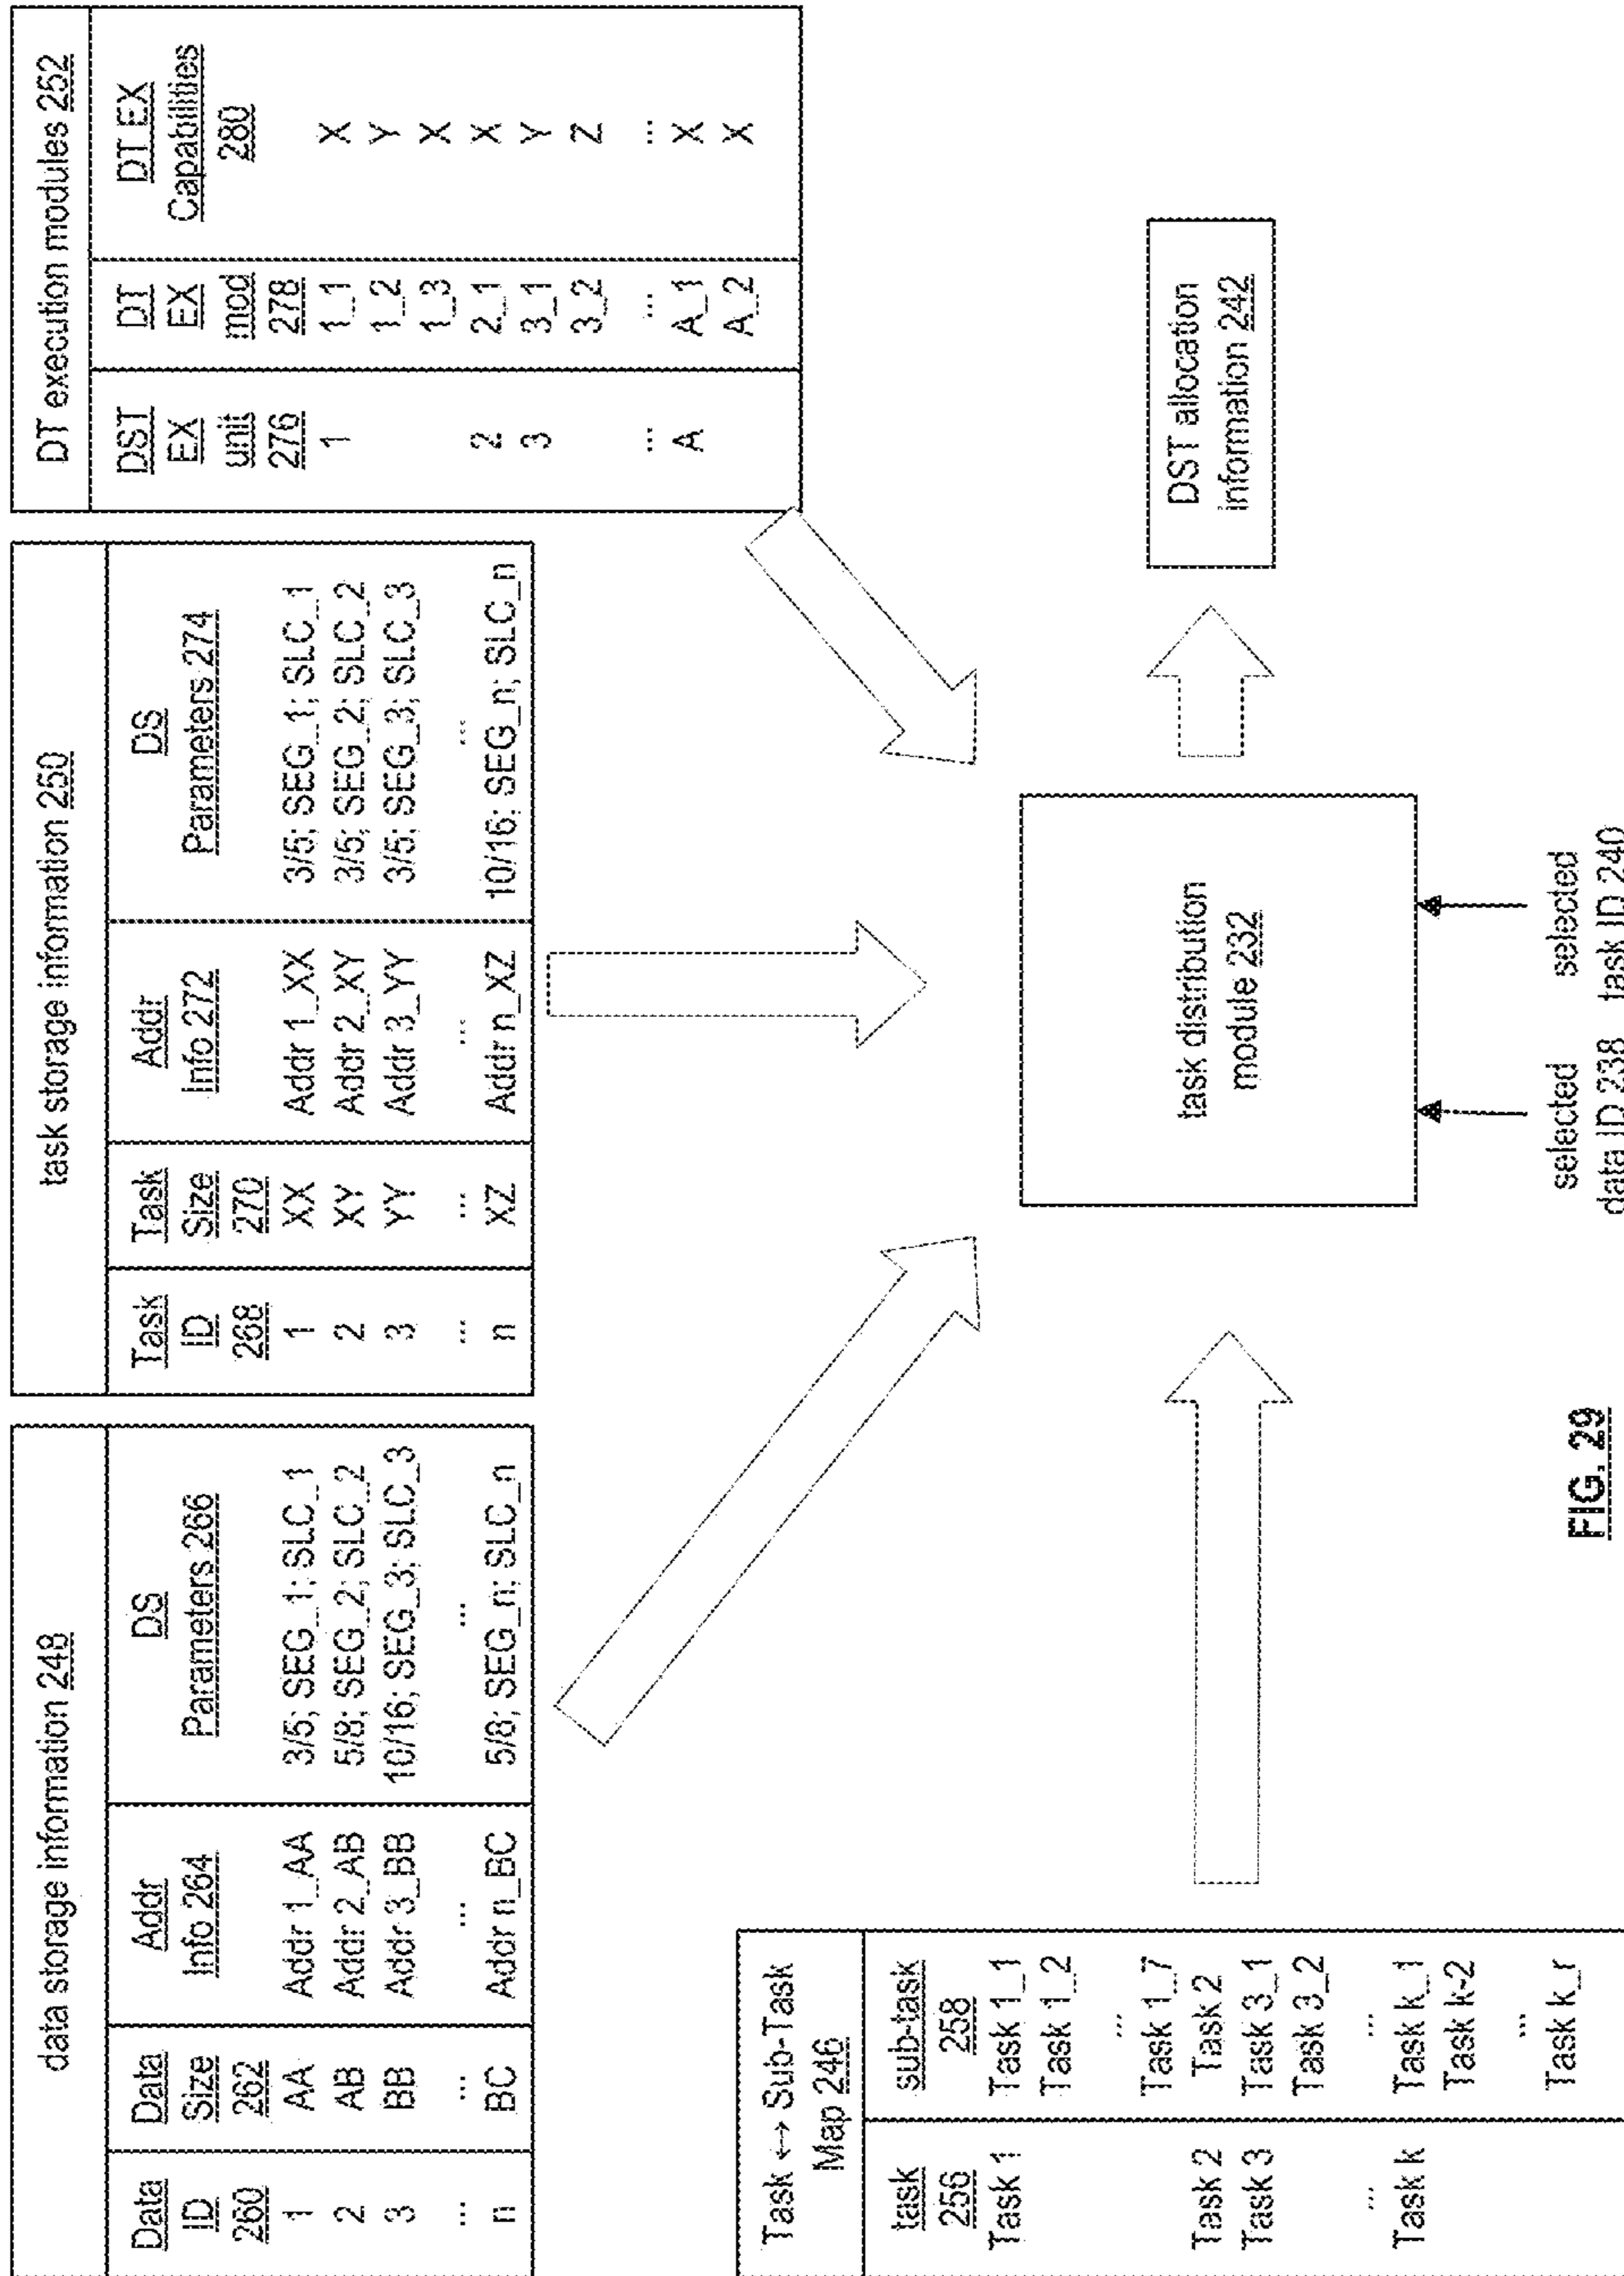 data storage information 248
Data ID 260 Data Size 262 Addr Info 264 DS Parameters 266
1 AA Addr 1_AA 3/5; SEG_1; SLC_1
2 AB Addr 2_AB 5/8; SEG_2; SLC_2
3 BB Addr 3_BB 10/16; SEG_3; SLC_3
... ... ... ...
n BC Addr n_BC 5/8; SEG_n; SLC_n
task storage information 250
Task ID 268 Task Size 270 Addr Info 272 DS Parameters 274
1 XX Addr 1_XX 3/5; SEG_1; SLC_1
2 XY Addr 2_XY 3/5; SEG_2; SLC_2
3 YY Addr 3_YY 3/5; SEG_3; SLC_3
... ... ... ...
n XZ Addr n_XZ 10/16; SEG_n; SLC_n
DT execution modules 252
DST EX unit 276 DT EX mod 278 DT EX Capabilities 280
1 1_1 X
1_2 Y
1_3 X
2 2_1 X
3 3_1 Y
3_2 Z
... ... ...
A A_1 X
A_2 X
Task ↔ Sub-Task
Map 246
task 256 sub-task 258
Task 1 Task 1_1
Task 1_2
...
Task 1_7
Task 2 Task 2
Task 3 Task 3_1
Task 3_2
... ...
Task k Task k_1
Task k-2
...
Task k_r
task distribution
module 232
DST allocation
information 242
selected
data ID 238
selected
task ID 240
FIG. 29